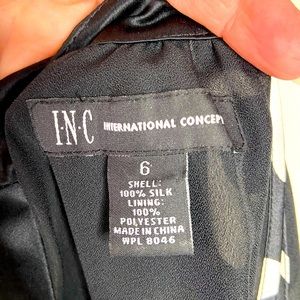 I·N·C INTERNATIONAL CONCEPT
6
SHELL:
100% SILK
LINING:
100%
POLYESTER
MADE IN CHINA
WPL 8046